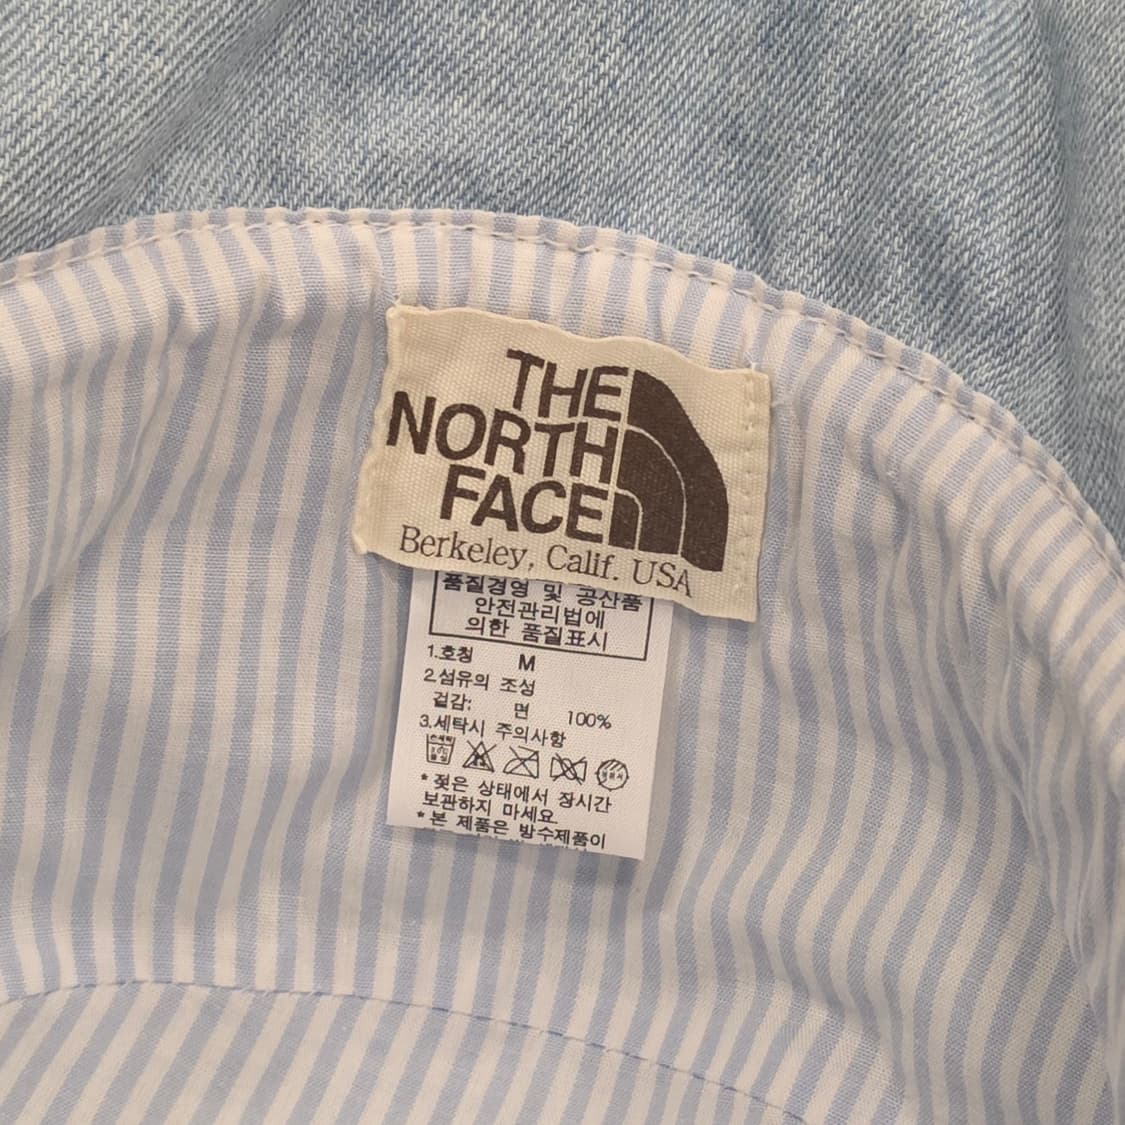 THE
NORTH
FACE
Berkeley, Calif. USA
품질경영 및 공산품
안전관리법에
의한 품질표시
1.호칭 M
2.섬유의 조성
겉감: 면 100%
3.세탁시 주의사항
* 젖은 상태에서 장시간
보관하지 마세요.
* 본 제품은 방수제품이